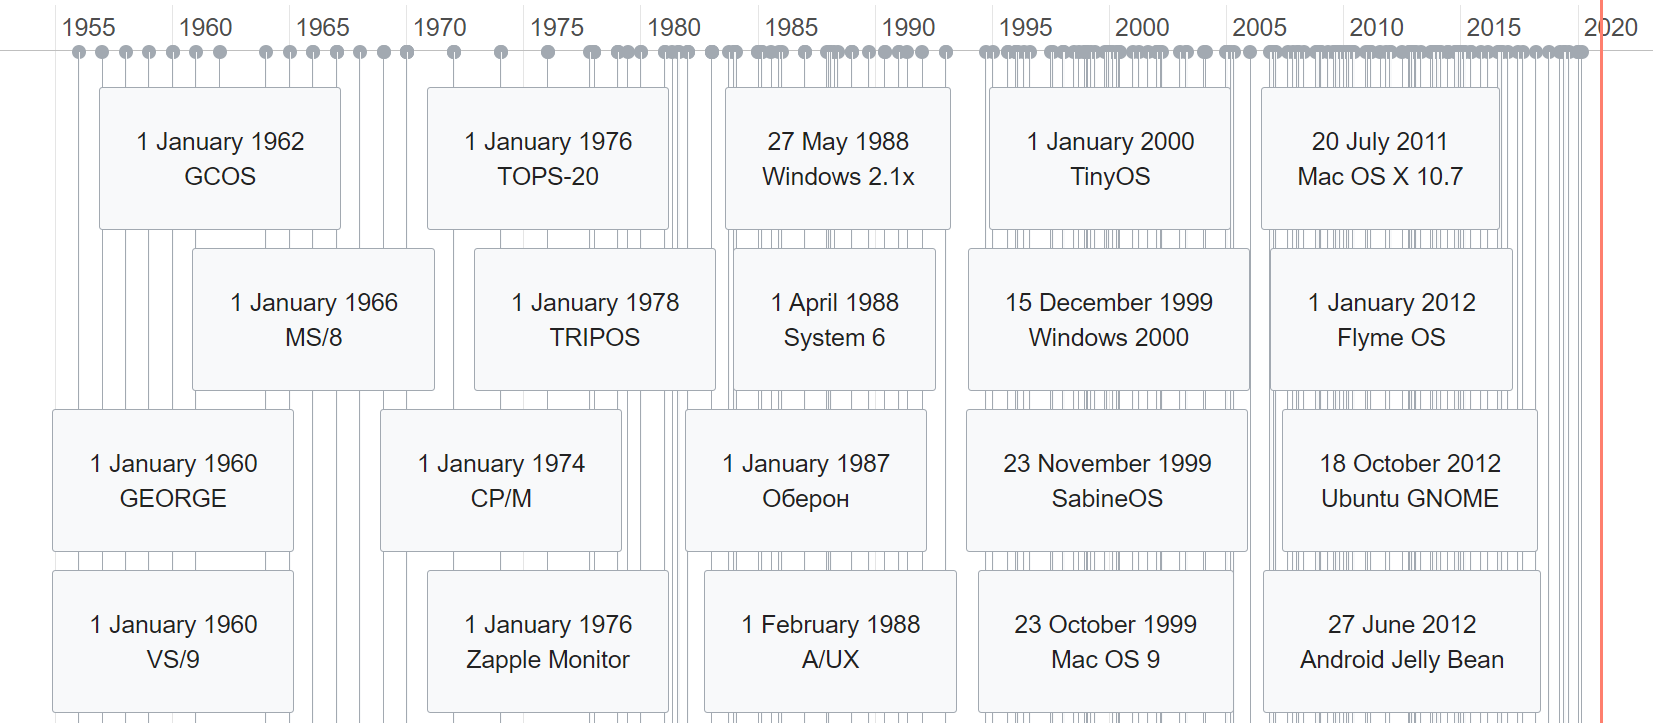 1955 1960 1965 1970 1975 1980 1985 1990 1995 2000 2005 2010 2015 2020
1 January 1962
GCOS
1 January 1976
TOPS-20
27 May 1988
Windows 2.1x
1 January 2000
TinyOS
20 July 2011
Mac OS X 10.7
1 January 1966
MS/8
1 January 1978
TRIPOS
1 April 1988
System 6
15 December 1999
Windows 2000
1 January 2012
Flyme OS
1 January 1960
GEORGE
1 January 1974
CP/M
1 January 1987
Оберон
23 November 1999
SabineOS
18 October 2012
Ubuntu GNOME
1 January 1960
VS/9
1 January 1976
Zapple Monitor
1 February 1988
A/UX
23 October 1999
Mac OS 9
27 June 2012
Android Jelly Bean